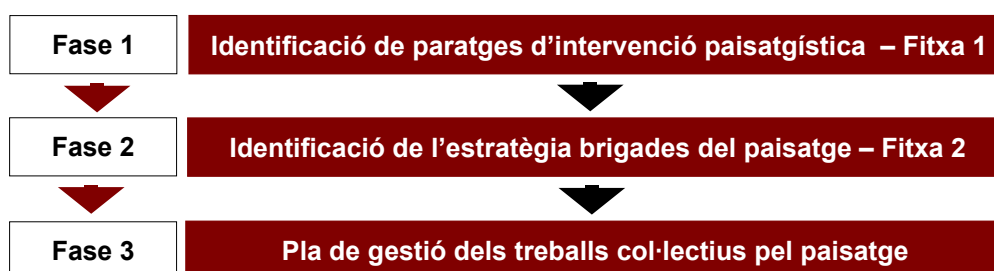 Fase 1
Identificació de paratges d’intervenció paisatgística – Fitxa 1
Fase 2
Identificació de l’estratègia brigades del paisatge – Fitxa 2
Fase 3
Pla de gestió dels treballs col·lectius pel paisatge